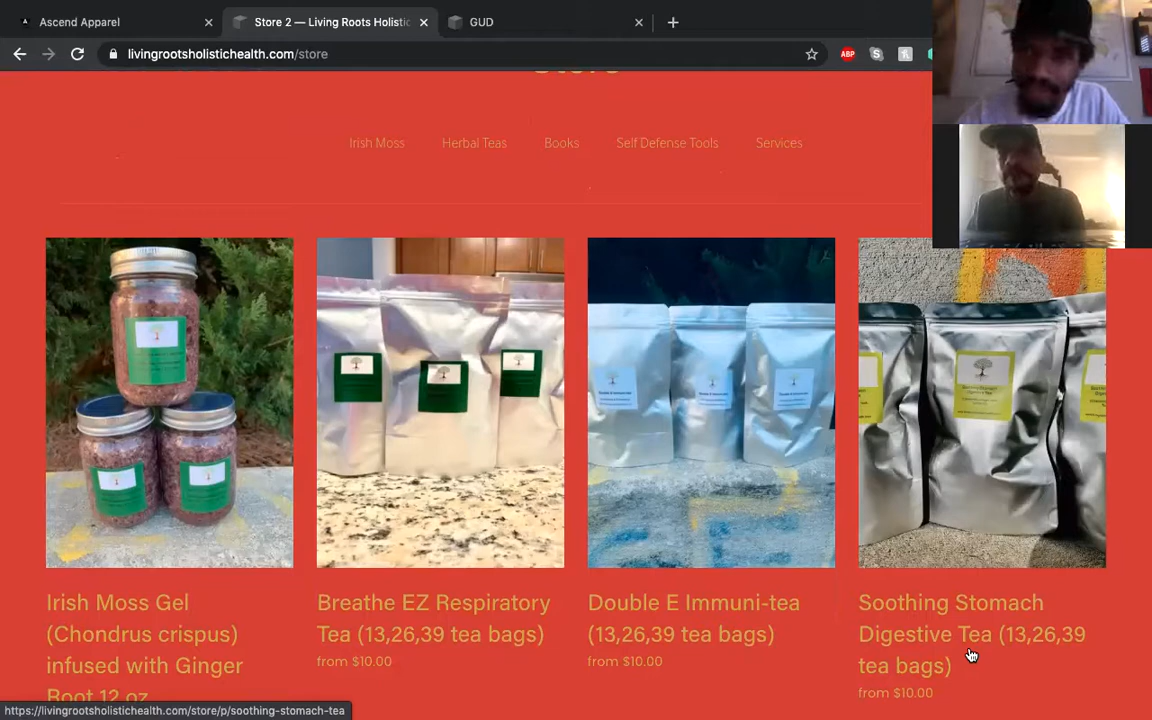 Ascend Apparel
Store 2 — Living Roots Holistic
GUD
livingrootsholistichealth.com/store
ABP
Store
Irish Moss
Herbal Teas
Books
Self Defense Tools
Services
Irish Moss Gel
(Chondrus crispus)
infused with Ginger
Root 12 oz
Breathe EZ Respiratory
Tea (13,26,39 tea bags)
from $10.00
Double E Immuni-tea
(13,26,39 Tea bags)
from $10.00
Soothing Stomach
Digestive Tea (13,26,39
tea bags)
from $10.00
https://livingrootsholistichealth.com/store/p/soothing-stomach-tea